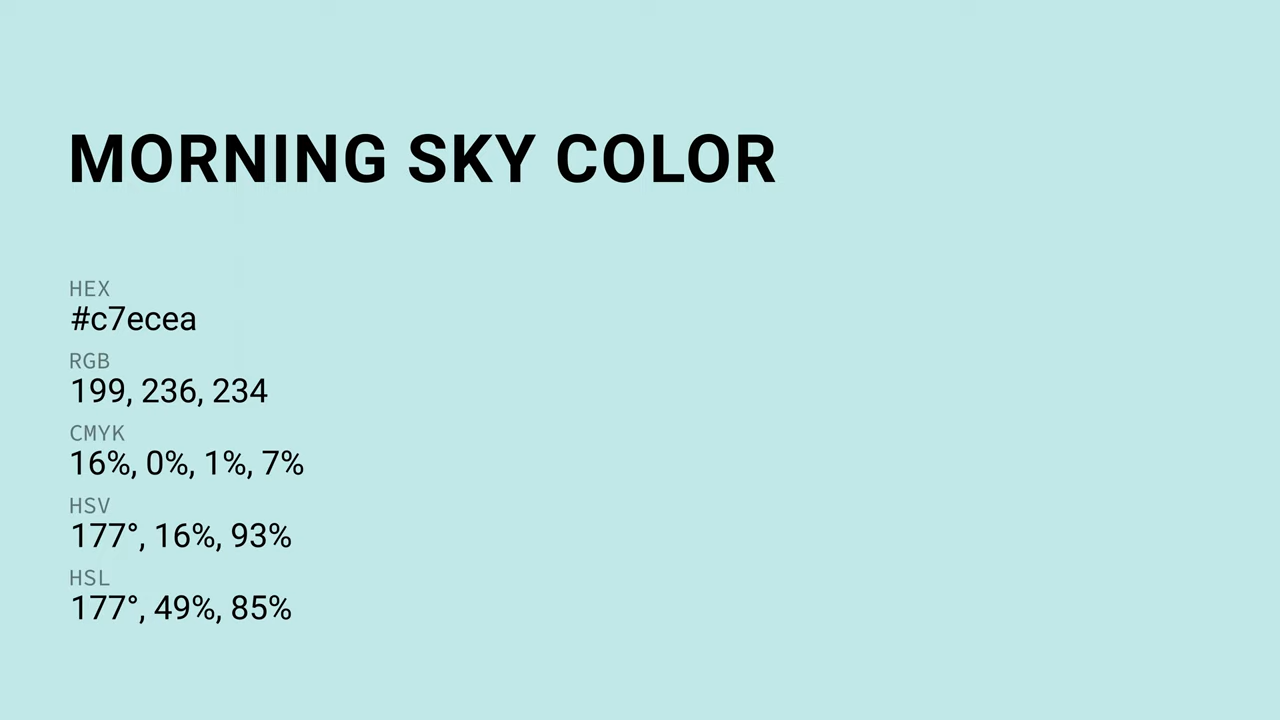 MORNING SKY COLOR
HEX
#c7ecea
RGB
199, 236, 234
CMYK
16%, 0%, 1%, 7%
HSV
177°, 16%, 93%
HSL
177°, 49%, 85%